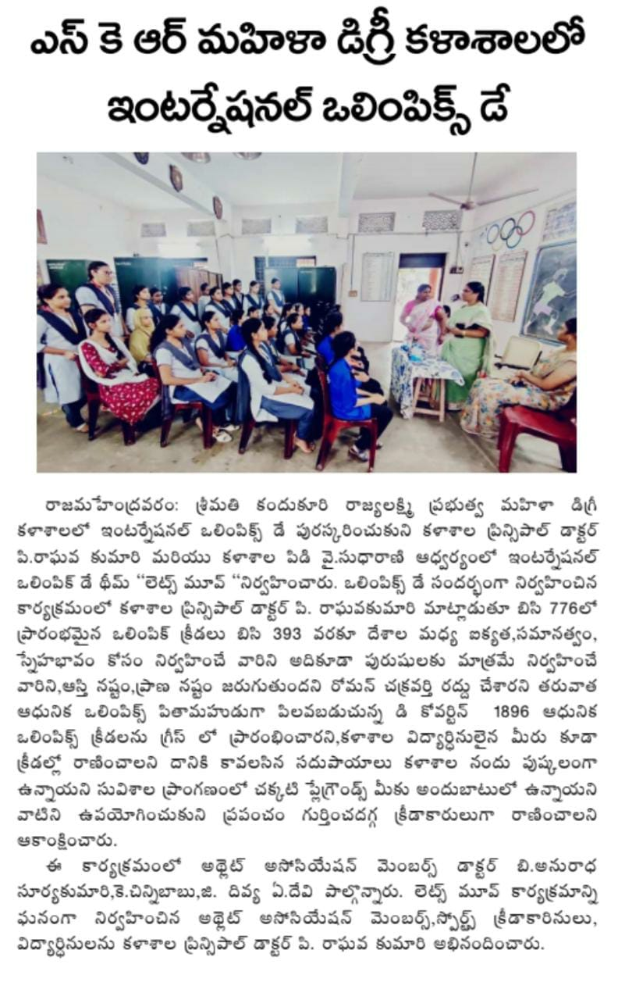 ఎస్ కె ఆర్ మహిళా డిగ్రీ కళాశాలలో
ఇంటర్నేషనల్ ఒలింపిక్స్ డే
రాజమహేంద్రవరం: శ్రీమతి కందుకూరి రాజ్యలక్ష్మి ప్రభుత్వ మహిళా డిగ్రీ
కళాశాలలో ఇంటర్నేషనల్ ఒలింపిక్స్ డే పురస్కరించుకుని కళాశాల ప్రిన్సిపాల్ డాక్టర్
పి.రాఘవ కుమారి మరియు కళాశాల పిడి వై.సుధారాణి ఆధ్వర్యంలో ఇంటర్నేషనల్
ఒలింపిక్ డే థీమ్ “లెట్స్ మూవ్ “నిర్వహించారు. ఒలింపిక్స్ డే సందర్భంగా నిర్వహించిన
కార్యక్రమంలో కళాశాల ప్రిన్సిపాల్ డాక్టర్ పి. రాఘవకుమారి మాట్లాడుతూ బిసి 776లో
ప్రారంభమైన ఒలింపిక్ క్రీడలు బిసి 393 వరకూ దేశాల మధ్య ఐక్యత,సమానత్వం,
స్నేహభావం కోసం నిర్వహించే వారిని అదికూడా పురుషులకు మాత్రమే నిర్వహించే
వారిని,ఆస్తి నష్టం,ప్రాణ నష్టం జరుగుతుందని రోమన్ చక్రవర్తి రద్దు చేశారని తరువాత
ఆధునిక ఒలింపిక్స్ పితామహుడుగా పిలవబడుచున్న డి కోవర్టిన్ 1896 ఆధునిక
ఒలింపిక్స్ క్రీడలను గ్రీస్ లో ప్రారంభించారని,కళాశాల విద్యార్థినులైన మీరు కూడా
క్రీడల్లో రాణించాలని దానికి కావలసిన సదుపాయాలు కళాశాల నందు పుష్కలంగా
ఉన్నాయని సువిశాల ప్రాంగణంలో చక్కటి ప్లేగ్రౌండ్స్ మీకు అందుబాటులో ఉన్నాయని
వాటిని ఉపయోగించుకుని ప్రపంచం గుర్తించదగ్గ క్రీడాకారులుగా రాణించాలని
ఆకాంక్షించారు.
ఈ కార్యక్రమంలో అథ్లెట్ అసోసియేషన్ మెంబర్స్ డాక్టర్ బి.అనురాధ
సూర్యకుమారి,కె.చిన్నిబాబు,జి. దివ్య ఏ.దేవి పాల్గొన్నారు. లెట్స్ మూవ్ కార్యక్రమాన్ని
ఘనంగా నిర్వహించిన అథ్లెట్ అసోసియేషన్ మెంబర్స్,స్పోర్ట్స్ క్రీడాకారినులు,
విద్యార్థినులను కళాశాల ప్రిన్సిపాల్ డాక్టర్ పి. రాఘవ కుమారి అభినందించారు.